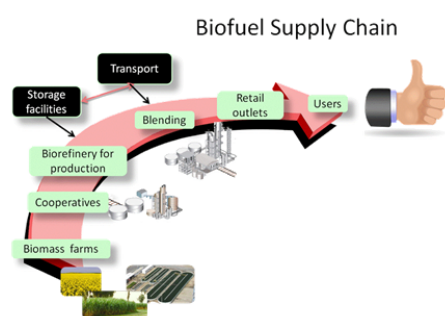 Biofuel Supply Chain
Transport
Storage
facilities
Retail
outlets
Users
Blending
Biorefinery for
production
Cooperatives
Biomass farms